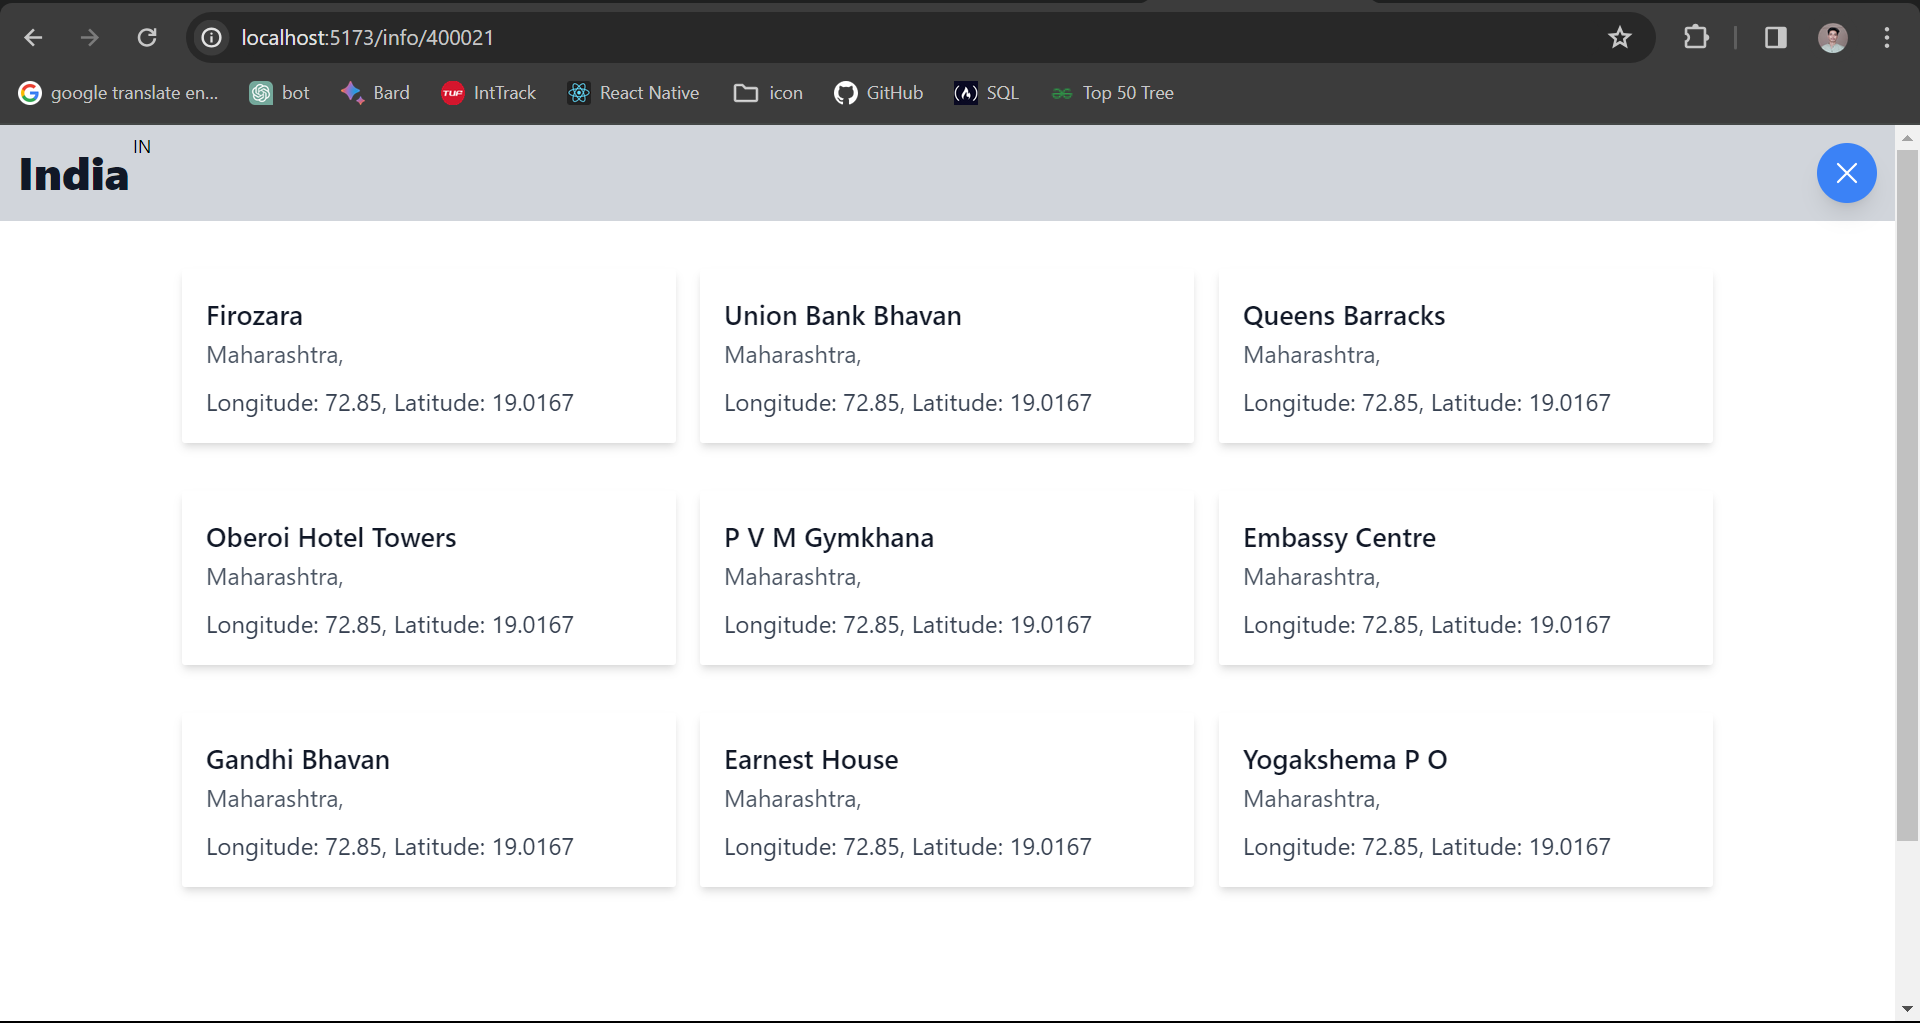 localhost:5173/info/400021
google translate en...
bot
Bard
TUF
IntTrack
React Native
icon
GitHub
SQL
Top 50 Tree
India IN
Firozara
Maharashtra,
Longitude: 72.85, Latitude: 19.0167
Union Bank Bhavan
Maharashtra,
Longitude: 72.85, Latitude: 19.0167
Queens Barracks
Maharashtra,
Longitude: 72.85, Latitude: 19.0167
Oberoi Hotel Towers
Maharashtra,
Longitude: 72.85, Latitude: 19.0167
P V M Gymkhana
Maharashtra,
Longitude: 72.85, Latitude: 19.0167
Embassy Centre
Maharashtra,
Longitude: 72.85, Latitude: 19.0167
Gandhi Bhavan
Maharashtra,
Longitude: 72.85, Latitude: 19.0167
Earnest House
Maharashtra,
Longitude: 72.85, Latitude: 19.0167
Yogakshema P O
Maharashtra,
Longitude: 72.85, Latitude: 19.0167